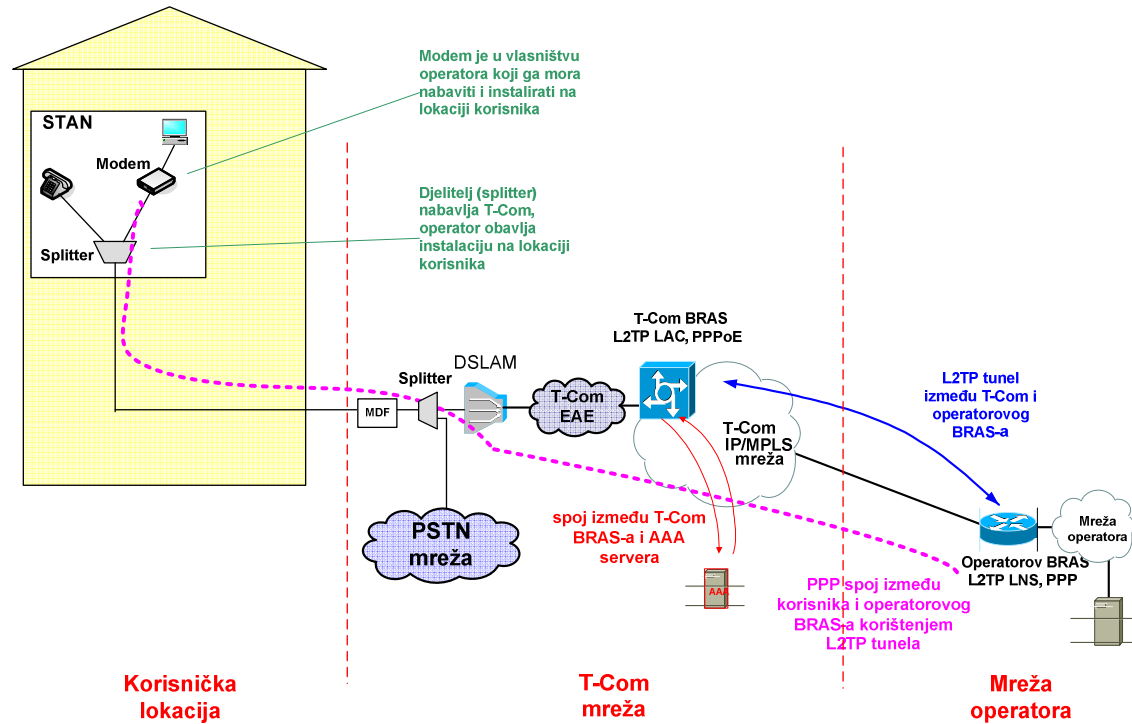 Modem je u vlasništvu
operatora koji ga mora
nabaviti i instalirati na
lokaciji korisnika
STAN
Modem
Djelitelj (splitter)
nabavlja T-Com,
operator obavlja
instalaciju na lokaciji
korisnika
Splitter
T-Com BRAS
L2TP LAC, PPPoE
DSLAM
Splitter
MDF
T-Com
EAE
L2TP tunel
između T-Com i
operatorovog
BRAS-a
T-Com
IP/MPLS
mreža
PSTN
mreža
spoj između T-Com
BRAS-a i AAA
servera
AAA
Mreža
operatora
Operatorov BRAS
L2TP LNS, PPP
PPP spoj između
korisnika i operatorovog
BRAS-a korištenjem
L2TP tunela
Korisnička
lokacija
T-Com
mreža
Mreža
operatora